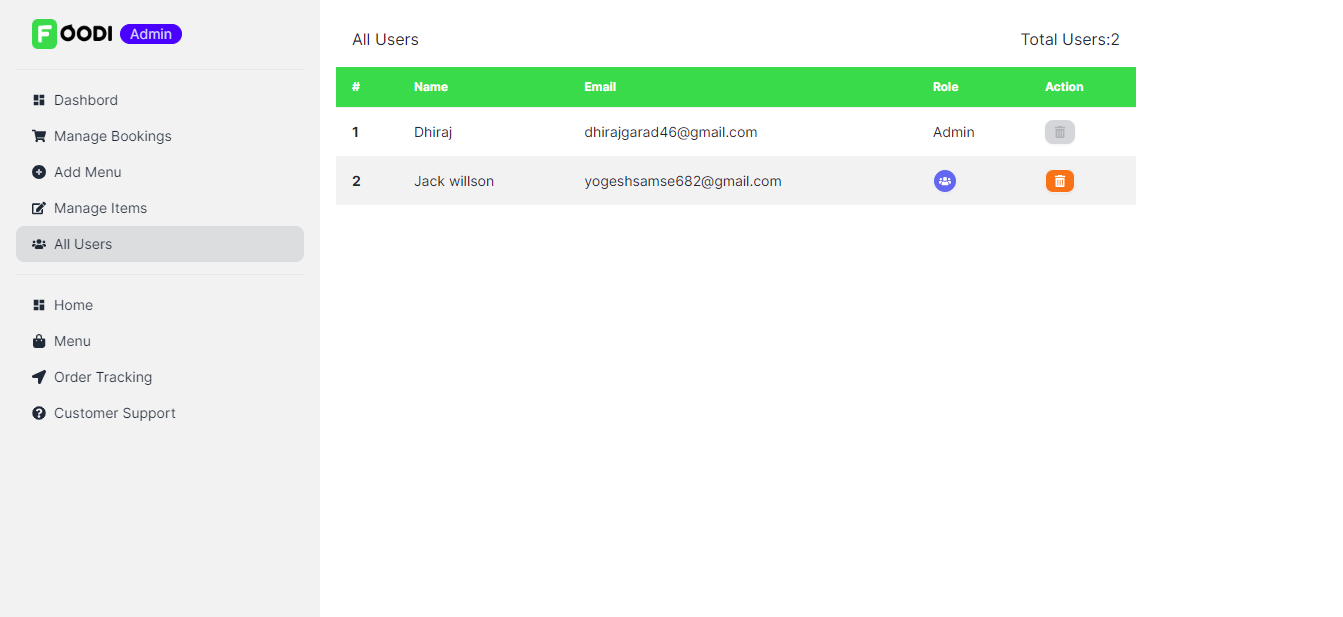 FOODI Admin
Dashbord
Manage Bookings
Add Menu
Manage Items
All Users
Home
Menu
Order Tracking
Customer Support
All Users Total Users:2
# Name Email Role Action
1 Dhiraj dhirajgarad46@gmail.com Admin
2 Jack willson yogeshsamse682@gmail.com